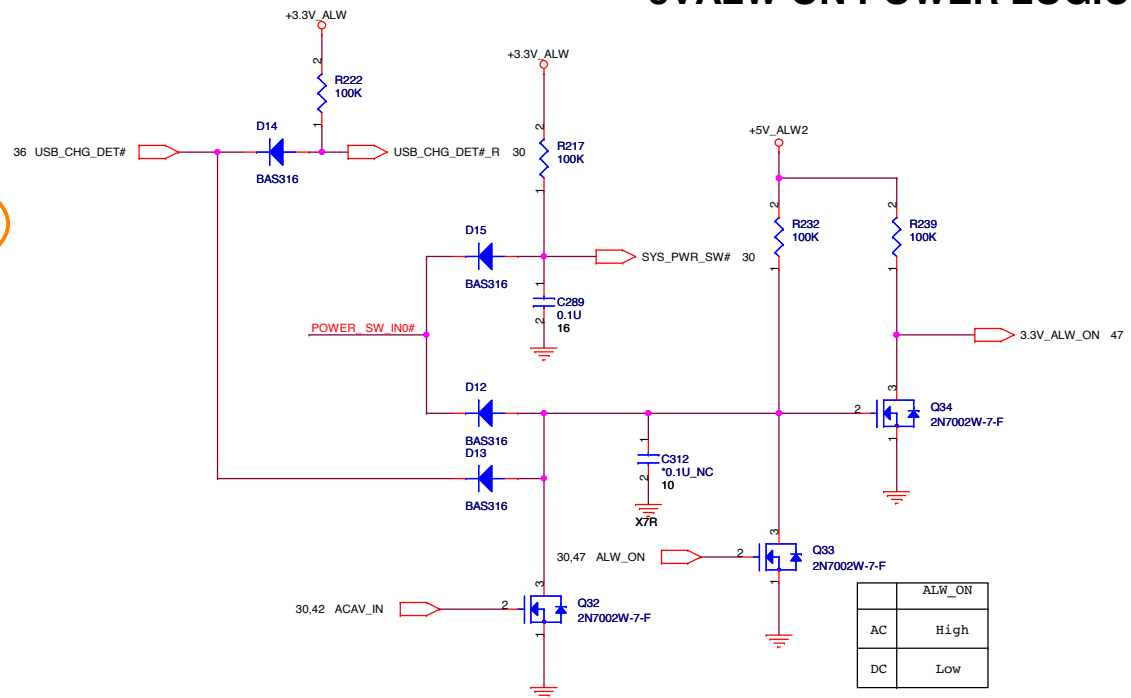 +3.3V_ALW
2
R222
100K
1
D14
36 USB_CHG_DET#
USB_CHG_DET#_R 30
BAS316
+3.3V_ALW
2
R217
100K
1
+5V_ALW2
2
R232
100K
1
2
R239
100K
1
D15
BAS316
SYS_PWR_SW# 30
1
C289
0.1U
2
16
POWER_SW_IN0#
3.3V_ALW_ON 47
D12
BAS316
D13
BAS316
1
C312
*0.1U_NC
2
10
X7R
3
2
Q34
2N7002W-7-F
1
30,47 ALW_ON
3
2
Q33
2N7002W-7-F
1
30,42 ACAV_IN
3
2
Q32
2N7002W-7-F
1
ALW_ON
AC High
DC Low